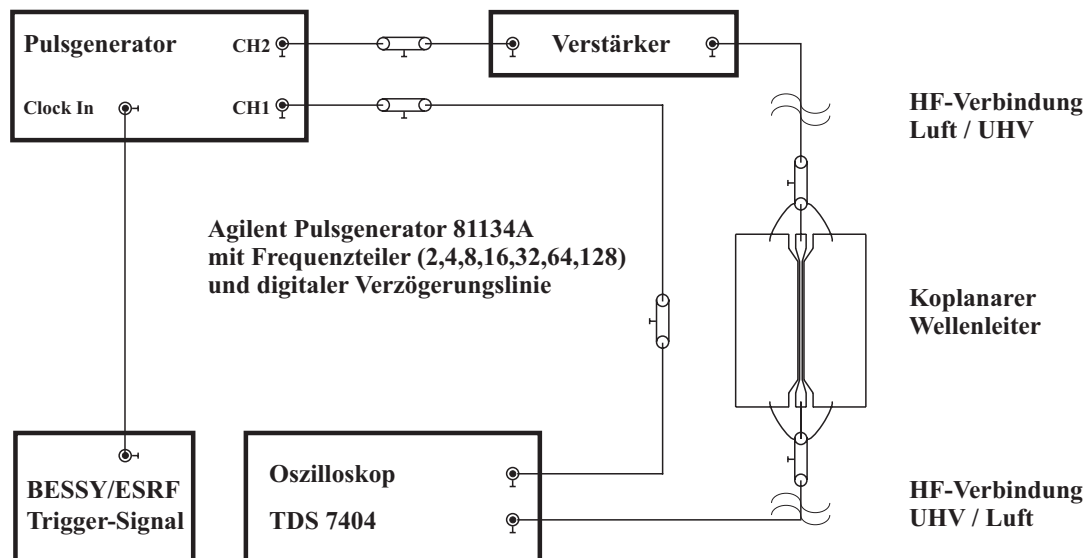 Pulsgenerator
CH2
Clock In
CH1
Verstärker
HF-Verbindung
Luft / UHV
Agilent Pulsgenerator 81134A
mit Frequenzteiler (2,4,8,16,32,64,128)
und digitaler Verzögerungslinie
Koplanarer
Wellenleiter
BESSY/ESRF
Trigger-Signal
Oszilloskop
TDS 7404
HF-Verbindung
UHV / Luft